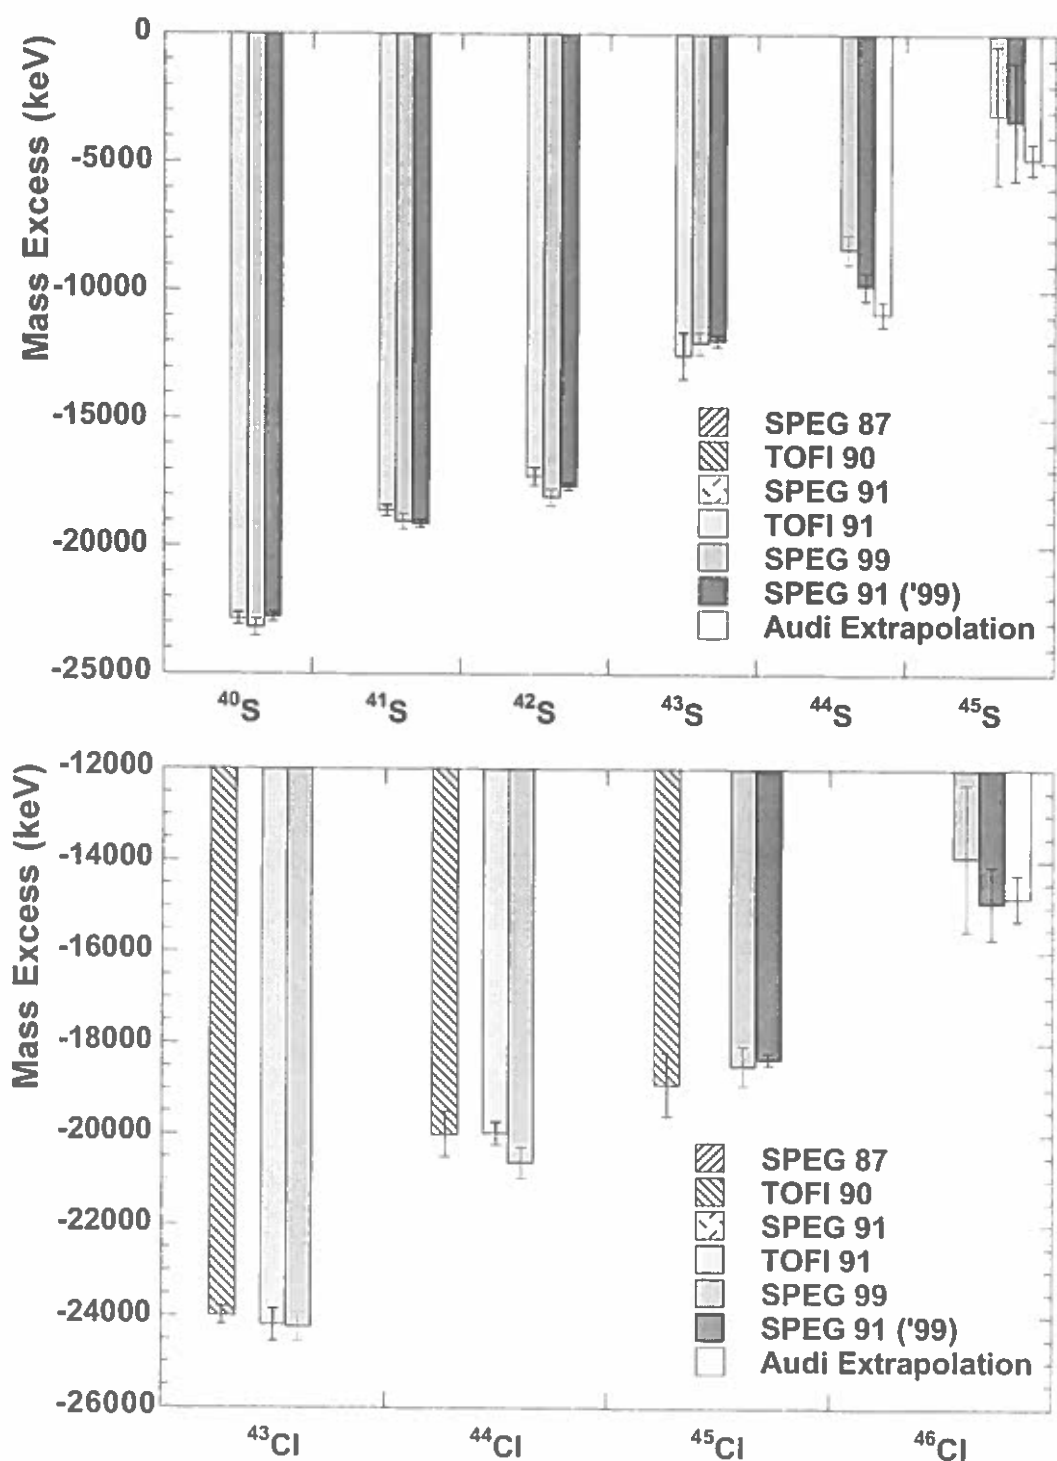 Mass Excess (keV)
0
-5000
-10000
-15000
-20000
-25000
SPEG 87
TOFI 90
SPEG 91
TOFI 91
SPEG 99
SPEG 91 ('99)
Audi Extrapolation
⁴⁰S ⁴¹S ⁴²S ⁴³S ⁴⁴S ⁴⁵S
Mass Excess (keV)
-12000
-14000
-16000
-18000
-20000
-22000
-24000
-26000
SPEG 87
TOFI 90
SPEG 91
TOFI 91
SPEG 99
SPEG 91 ('99)
Audi Extrapolation
⁴³Cl ⁴⁴Cl ⁴⁵Cl ⁴⁶Cl